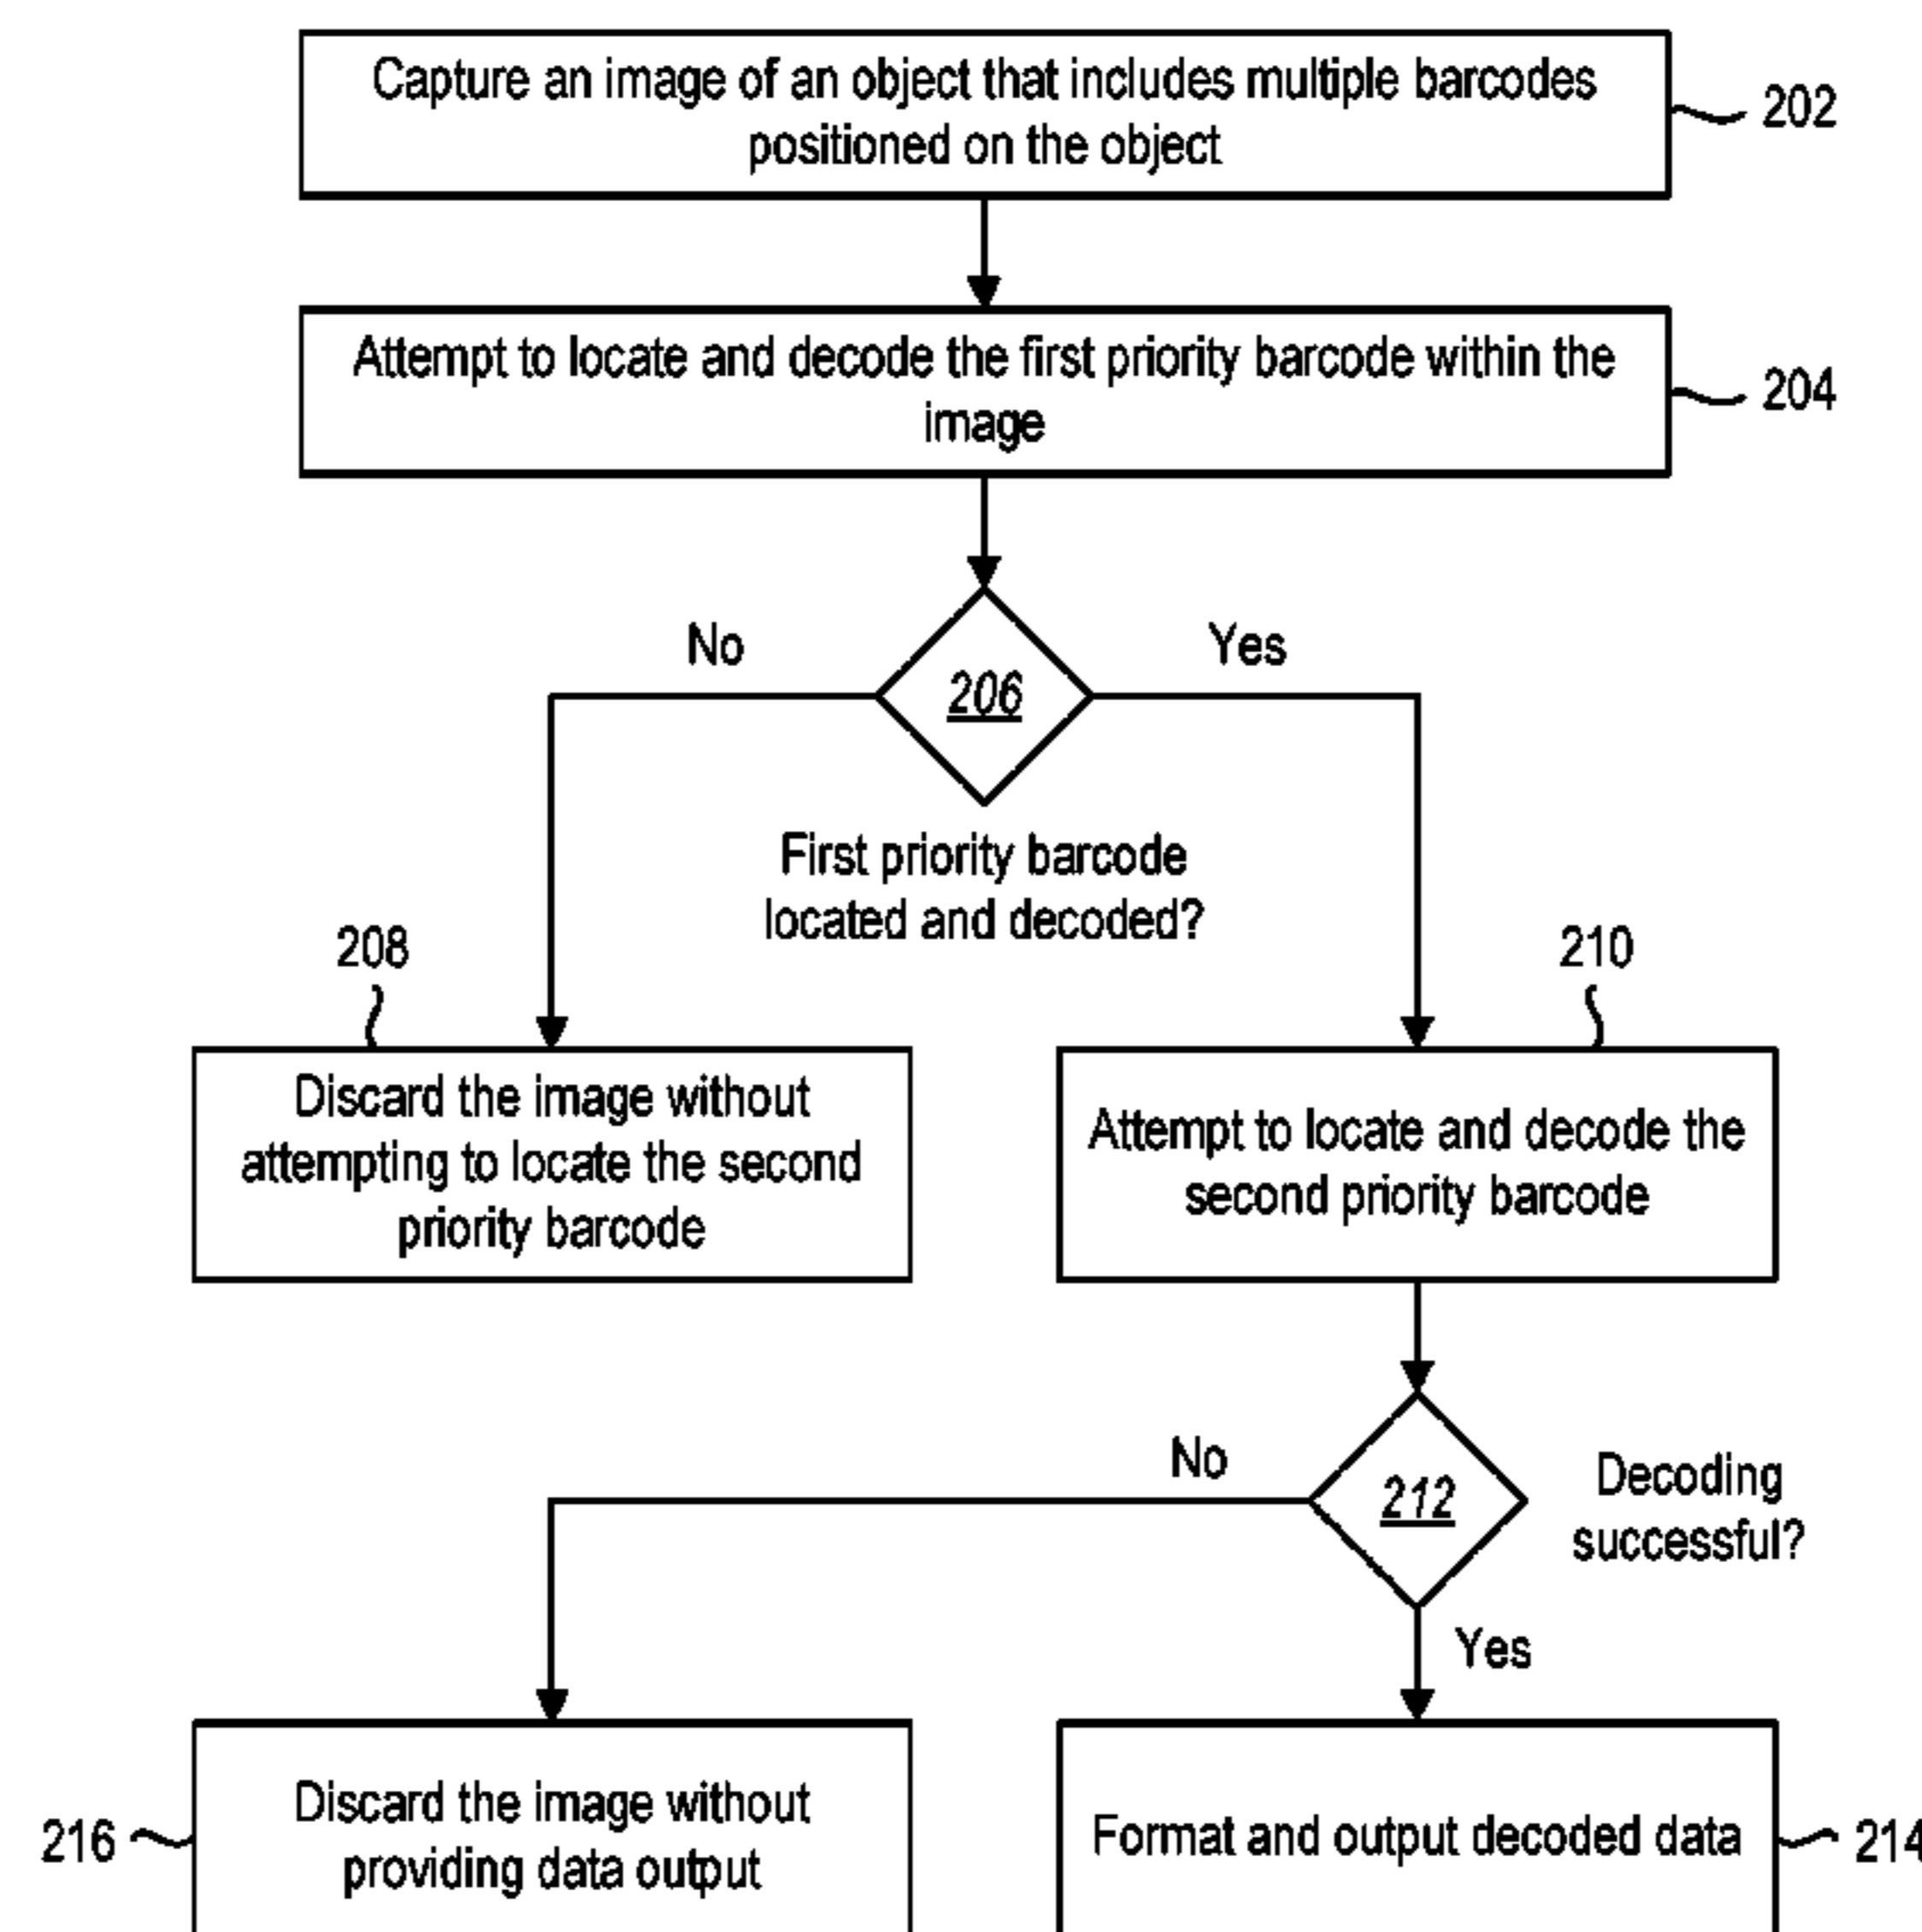 Capture an image of an object that includes multiple barcodes
positioned on the object
202
Attempt to locate and decode the first priority barcode within the
image
204
No
Yes
206
First priority barcode
located and decoded?
208
210
Discard the image without
attempting to locate the second
priority barcode
Attempt to locate and decode the
second priority barcode
No
212
Decoding
successful?
Yes
216
Discard the image without
providing data output
Format and output decoded data
214